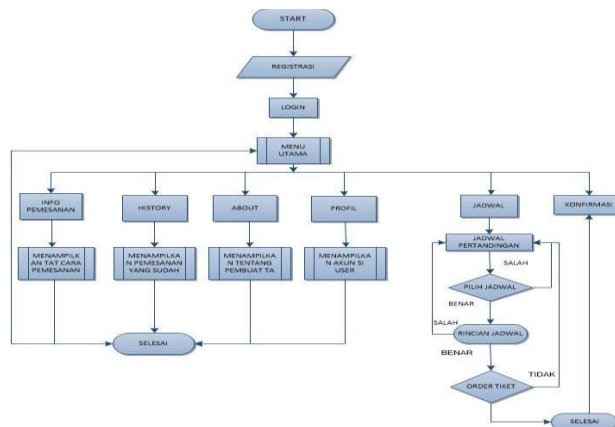 START
REGISTRASI
LOGIN
MENU
UTAMA
INFO
PEMESANAN
HISTORY
ABOUT
PROFIL
JADWAL
KONFIRMASI
MENAMPILK
AN TAT CARA
PEMESANAN
MENAMPILKA
N PEMESANAN
YANG SUDAH
MENAMPILKA
N TENTANG
PEMBUAT TA
MENAMPILKA
N AKUN SI
USER
JADWAL
PERTANDINGAN
SALAH
PILIH JADWAL
BENAR
SALAH
RINCIAN JADWAL
SELESAI
BENAR
TIDAK
ORDER TIKET
SELESAI